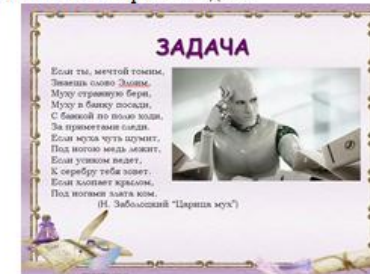 ЗАДАЧА
Если ты, мечтой томим,
Знаешь слово Элоим,
Муху странную бери,
Муху в банку посади,
С банкой по полю ходи,
За приметами следи.
Если муха чуть шумит,
Под ногою медь лежит,
Если усиком ведет,
К серебру тебя зовет.
Если хлопает крылом,
Под ногами злата ком.
(Н. Заболоцкий "Царица мух")